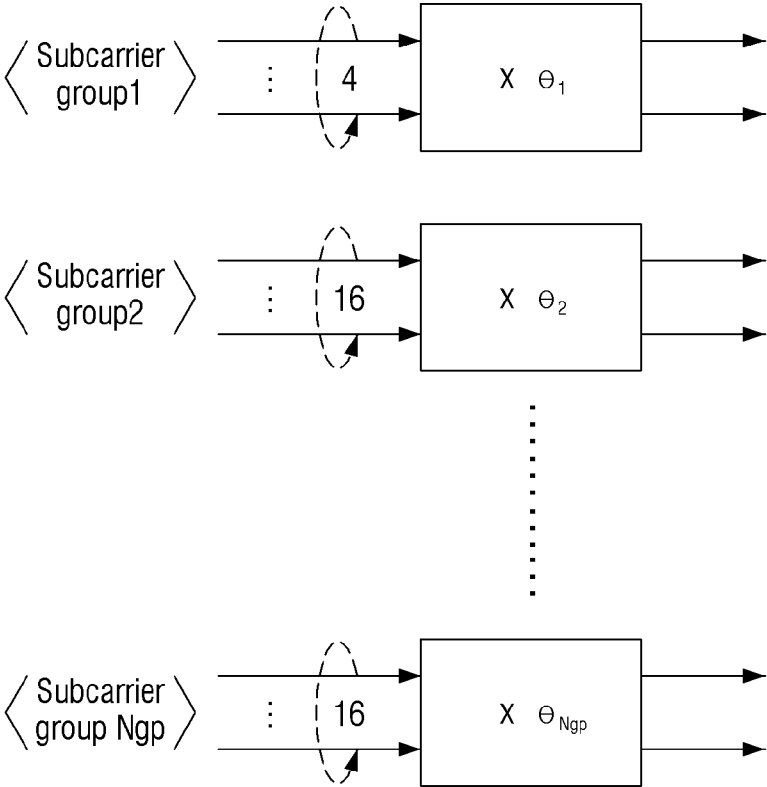 Subcarrier
group1
4
X θ₁
Subcarrier
group2
16
X θ₂
Subcarrier
group Ngp
16
X θNgp